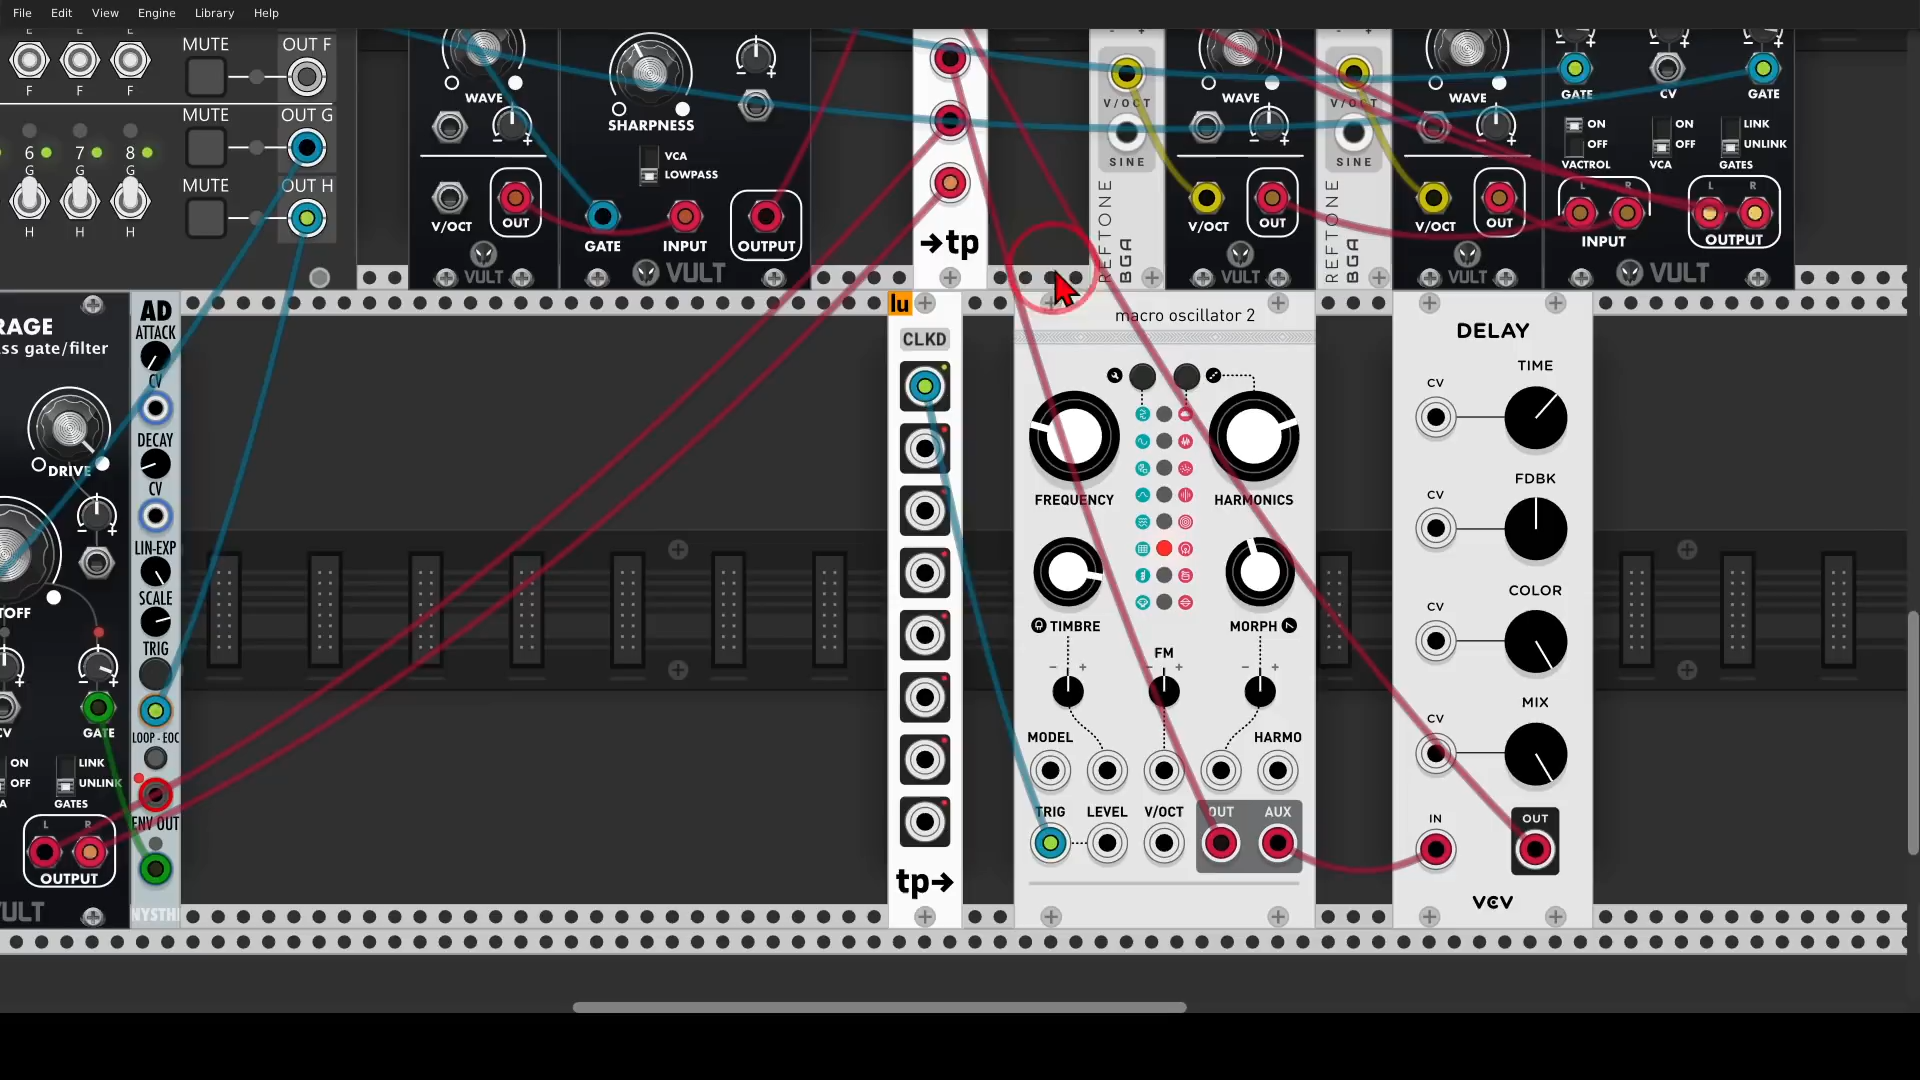 File Edit View Engine Library Help
MUTE OUT F
F F F
MUTE OUT G
6 7 8
G G G
MUTE OUT H
H H H
WAVE
V/OCT OUT
VULT
SHARPNESS
VCA
LOWPASS
GATE INPUT OUTPUT
VULT
→tp
V/OCT
SINE
REFTONE
BGA
WAVE
V/OCT OUT
VULT
V/OCT
SINE
REFTONE
BGA
WAVE
V/OCT OUT
VULT
GATE CV GATE
ON
OFF
VACTROL
ON
OFF
VCA
LINK
UNLINK
GATES
L R
INPUT
L R
OUTPUT
VULT
RAGE
ss gate/filter
DRIVE
TOFF
CV GATE
ON
OFF
LINK
UNLINK
GATES
L R
OUTPUT
VULT
AD
ATTACK
CV
DECAY
CV
LIN-EXP
SCALE
TRIG
LOOP - EOC
ENV OUT
NYSTHI
lu
CLKD
tp→
macro oscillator 2
FREQUENCY HARMONICS
TIMBRE MORPH
FM
− + − + − +
MODEL HARMO
TRIG LEVEL V/OCT OUT AUX
DELAY
TIME
CV
FDBK
CV
COLOR
CV
MIX
CV
IN OUT
VCV